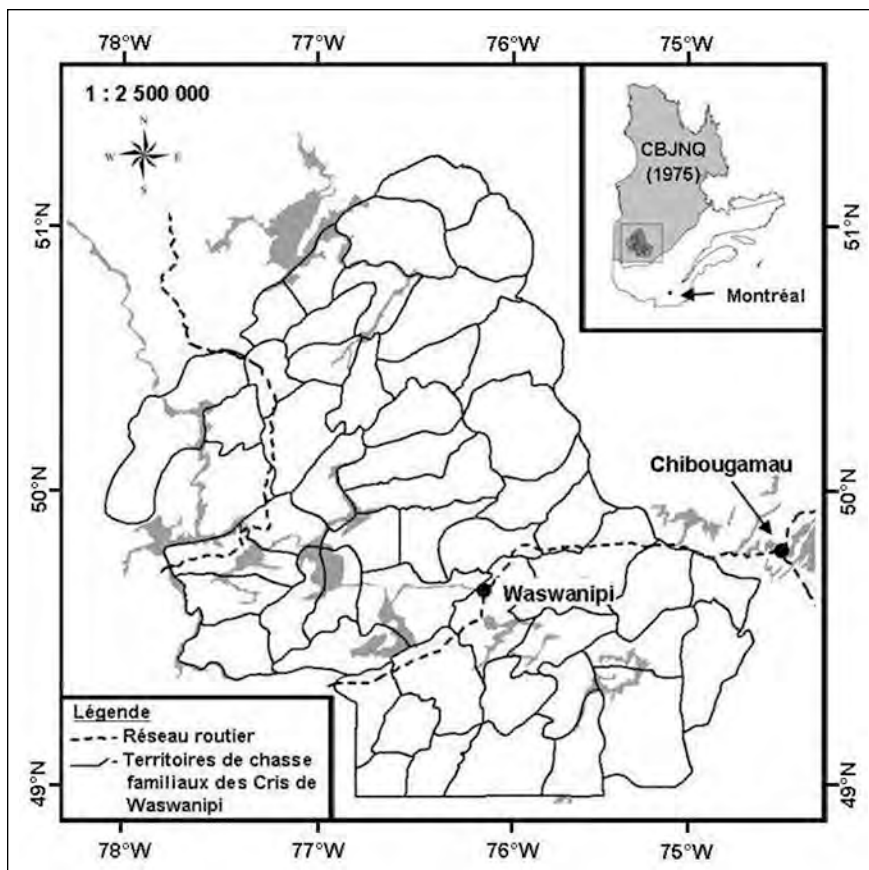 78°W 77°W 76°W 75°W
1 : 2 500 000
N
W E
S
CBJNQ
(1975)
Montréal
51°N 51°N
50°N 50°N
Chibougamau
Waswanipi
Légende
Réseau routier
Territoires de chasse
familiaux des Cris de
Waswanipi
49°N 49°N
78°W 77°W 76°W 75°W